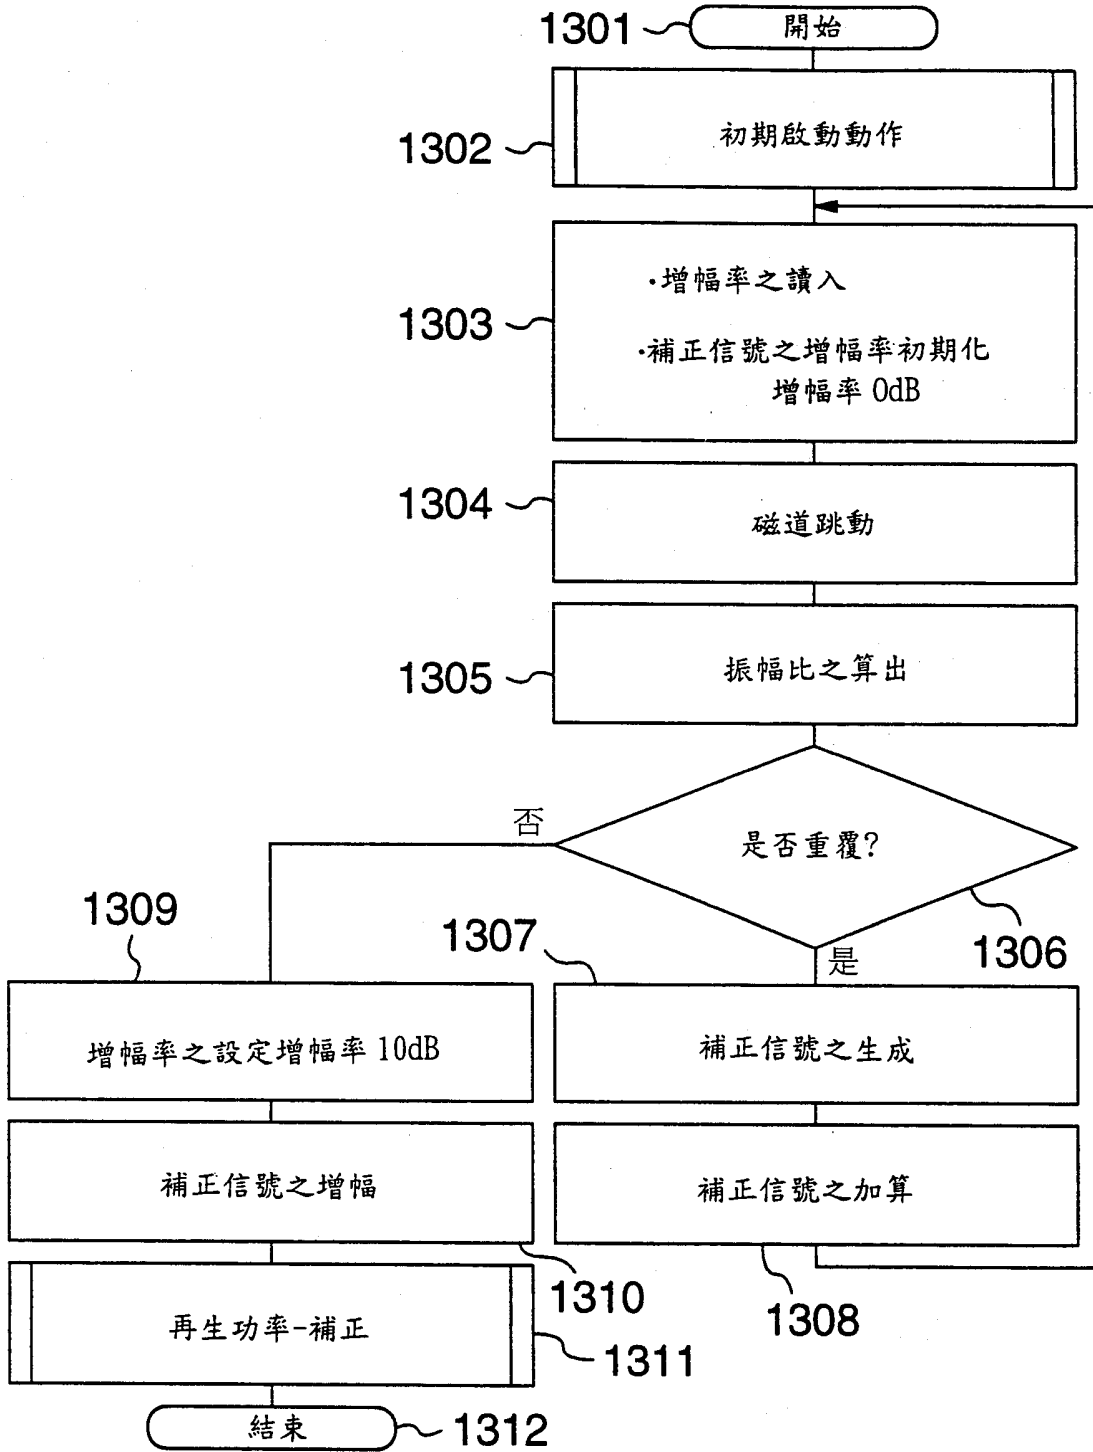 1301
開始
1302
初期啟動動作
1303
·增幅率之讀入
·補正信號之增幅率初期化
增幅率 0dB
1304
磁道跳動
1305
振幅比之算出
否
是否重覆?
1306
是
1309
增幅率之設定增幅率 10dB
1307
補正信號之生成
補正信號之增幅
1310
補正信號之加算
1308
再生功率-補正
1311
結束
1312